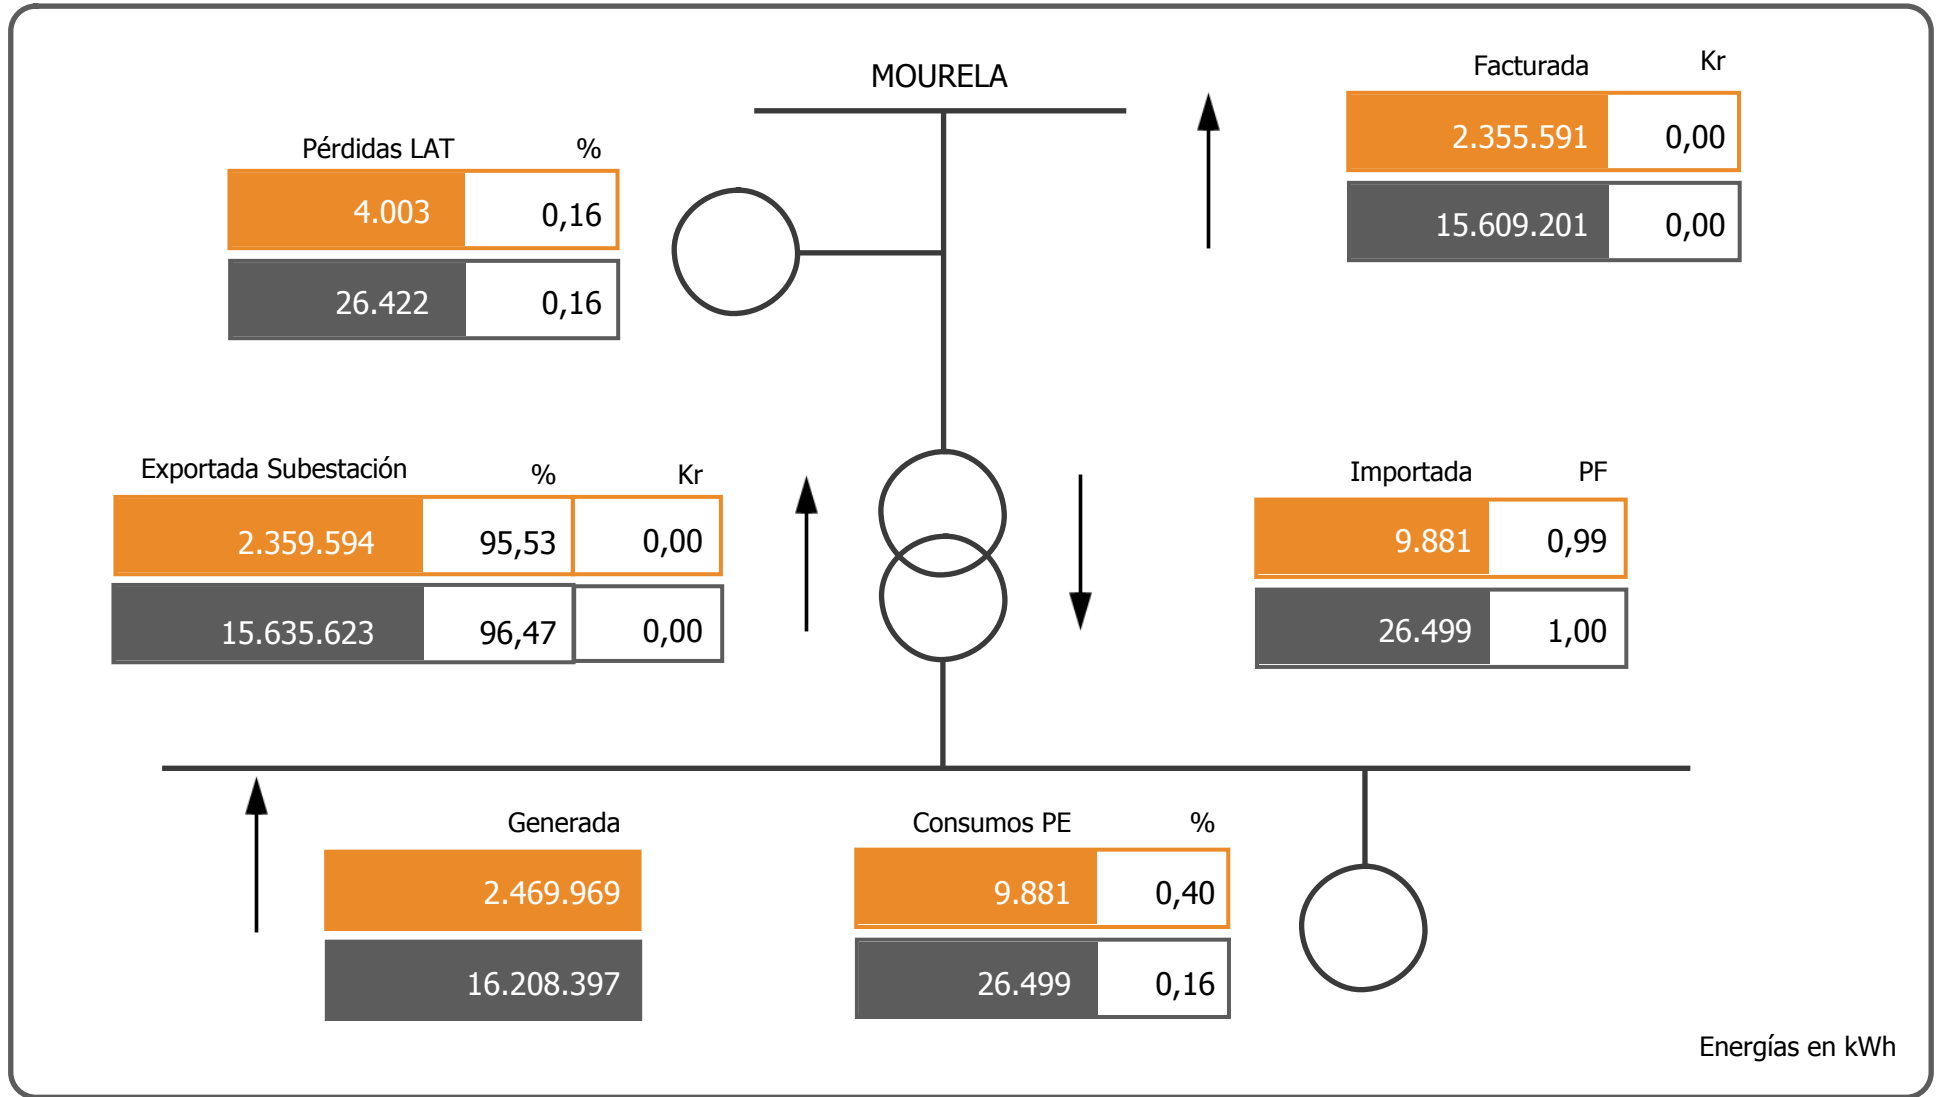 MOURELA
Facturada Kr
2.355.591 0,00
15.609.201 0,00
Pérdidas LAT %
4.003 0,16
26.422 0,16
Exportada Subestación % Kr
2.359.594 95,53 0,00
15.635.623 96,47 0,00
Importada PF
9.881 0,99
26.499 1,00
Generada
2.469.969
16.208.397
Consumos PE %
9.881 0,40
26.499 0,16
Energías en kWh